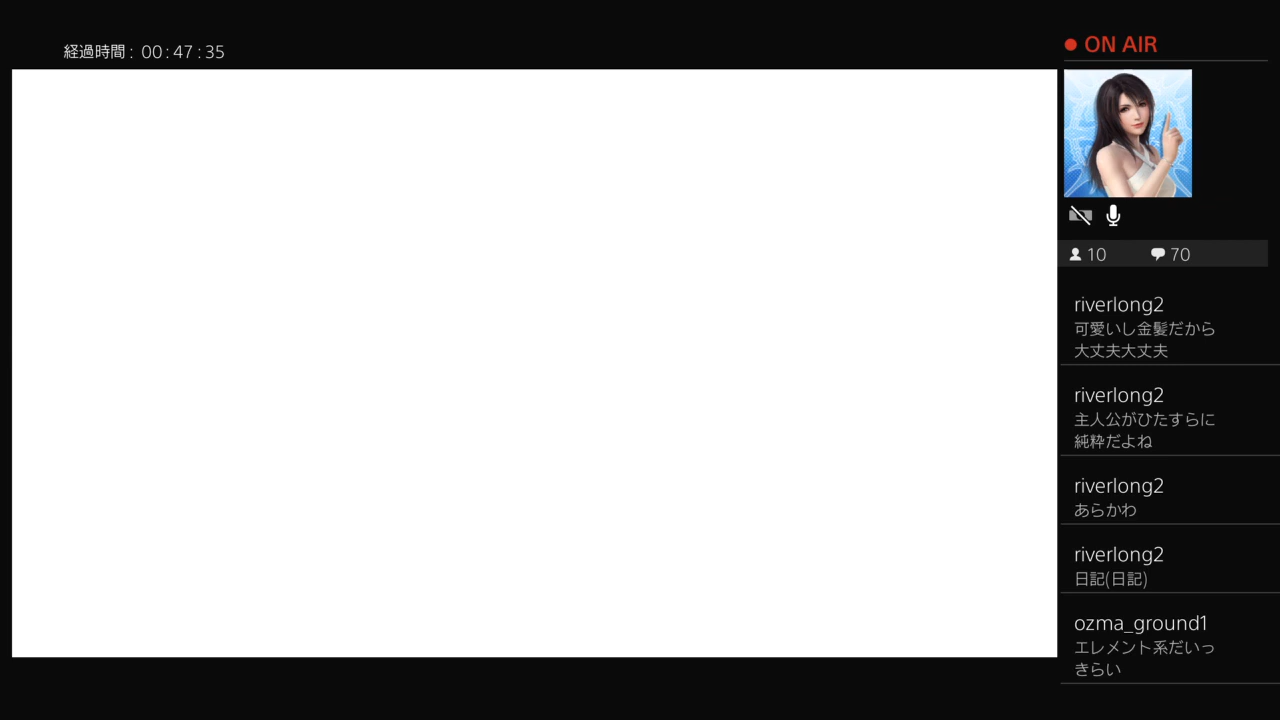 経過時間 : 00 : 47 : 35
ON AIR
10
70
riverlong2
可愛いし金髪だから
大丈夫大丈夫
riverlong2
主人公がひたすらに
純粋だよね
riverlong2
あらかわ
riverlong2
日記(日記)
ozma_ground1
エレメント系だいっ
きらい